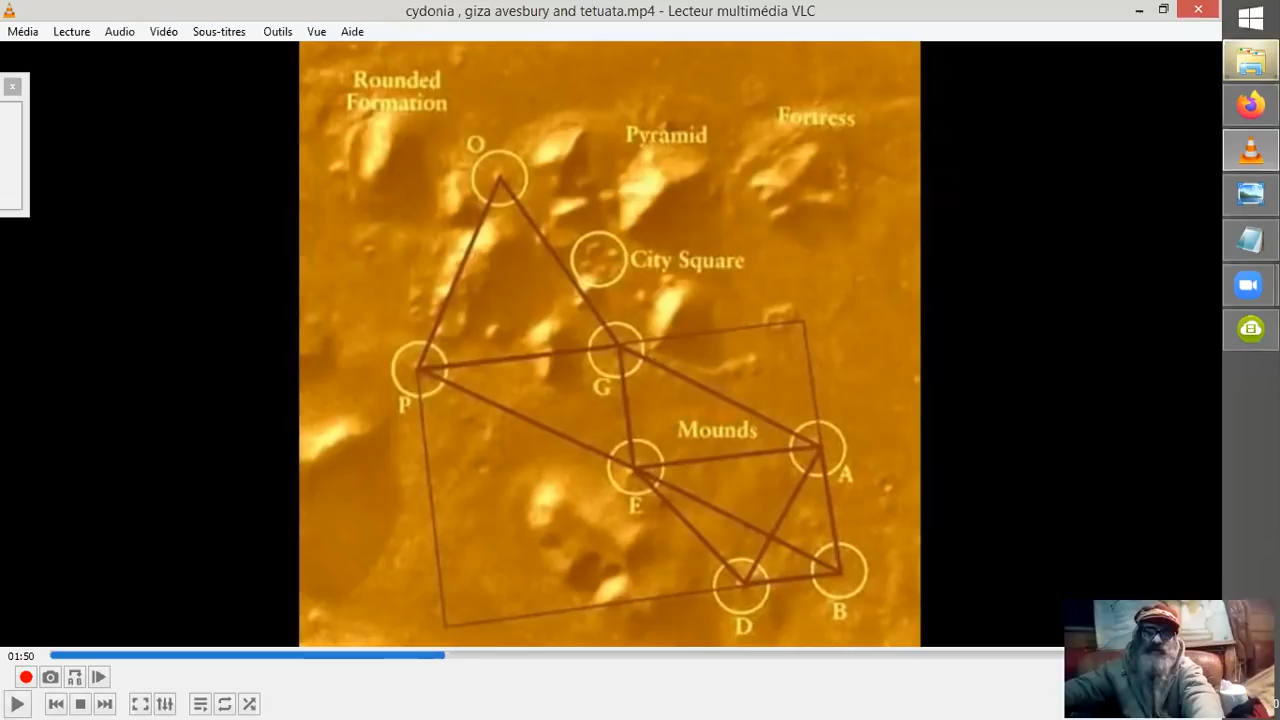 cydonia , giza avesbury and tetuata.mp4 - Lecteur multimédia VLC
Média Lecture Audio Vidéo Sous-titres Outils Vue Aide
x
Rounded
Formation
Fortress
Pyramid
O
City Square
G
P
Mounds
A
E
B
D
01:50
A B